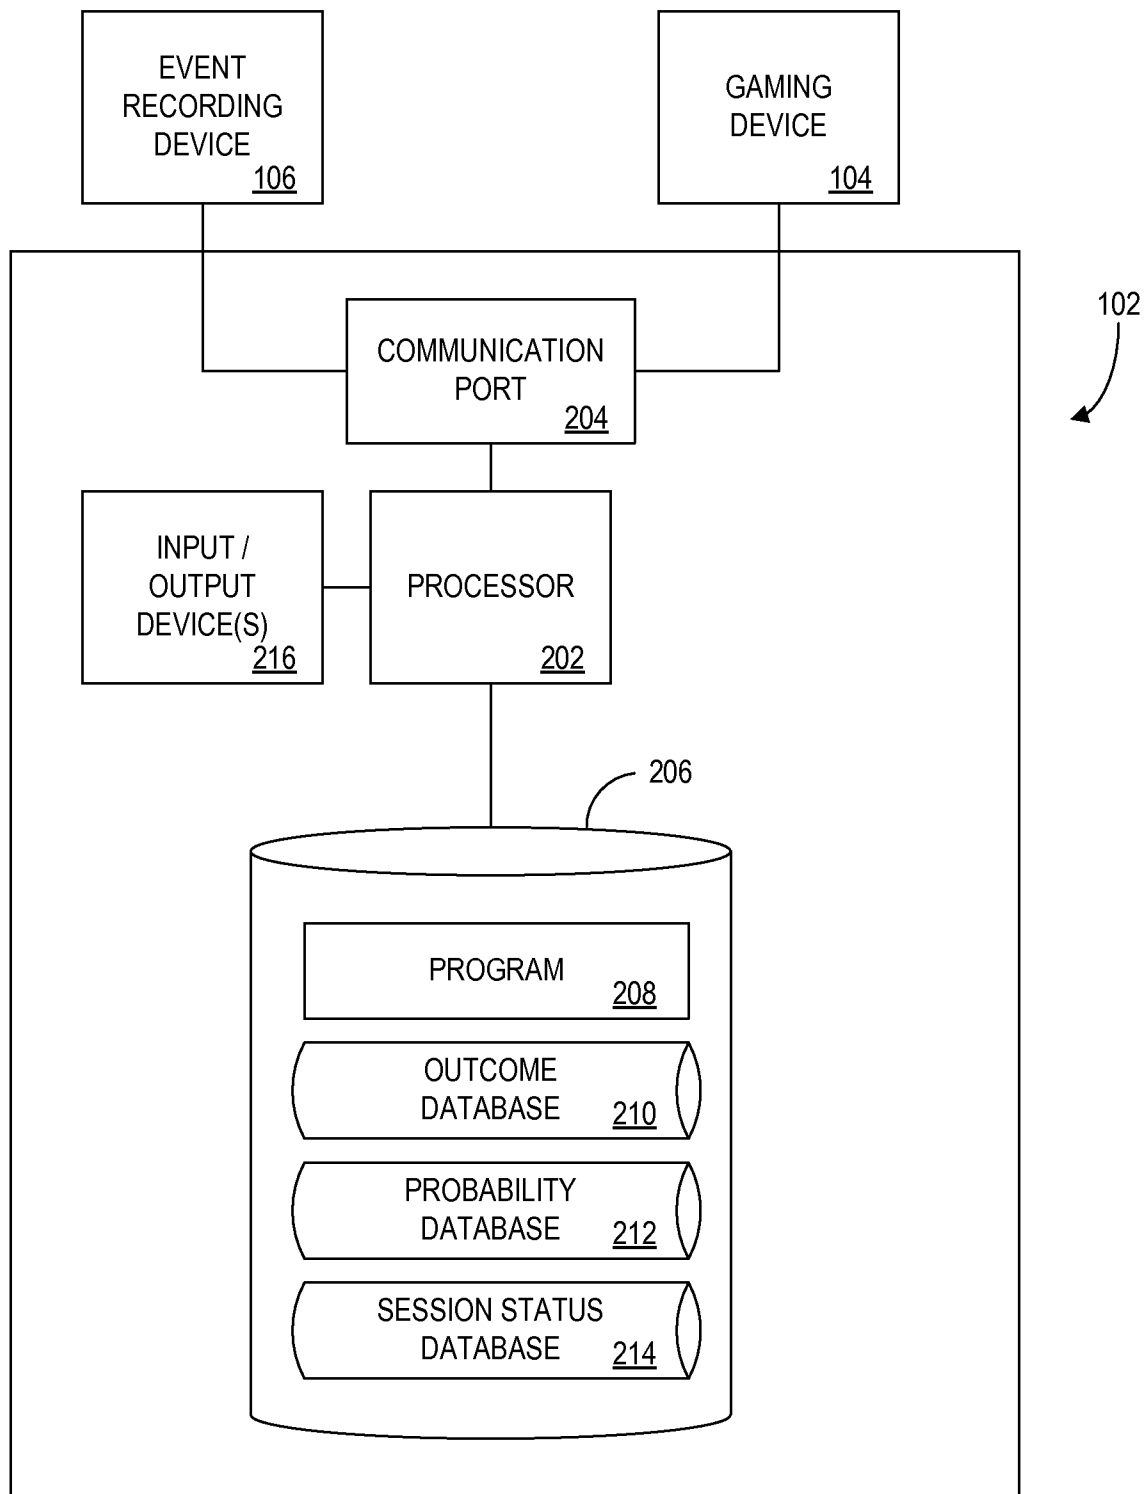 EVENT
RECORDING
DEVICE
106
GAMING
DEVICE
104
102
COMMUNICATION
PORT
204
INPUT /
OUTPUT
DEVICE(S)
216
PROCESSOR
202
206
PROGRAM
208
OUTCOME
DATABASE
210
PROBABILITY
DATABASE
212
SESSION STATUS
DATABASE
214